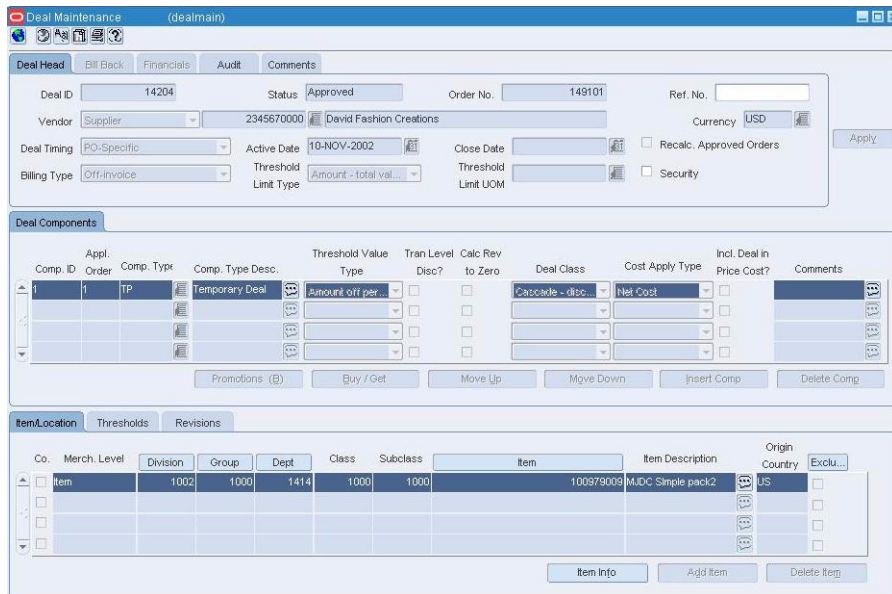 Deal Maintenance (dealmain)
Deal Head Bill Back Financials Audit Comments
Deal ID 14204 Status Approved Order No. 149101 Ref. No.
Vendor Supplier 2345670000 David Fashion Creations Currency USD
Deal Timing PO-Specific Active Date 10-NOV-2002 Close Date Recalc. Approved Orders Apply
Billing Type Off-Invoice Threshold Limit Type Amount - total val... Threshold Limit UOM Security
Deal Components
Comp. ID Appl. Order Comp. Type Comp. Type Desc. Threshold Value Type Tran Level Disc? Calc Rev to Zero Deal Class Cost Apply Type Incl. Deal in Price Cost? Comments
1 1 TP Temporary Deal Amount off per... Cascade - disc... Net Cost
Promotions (B) Buy / Get Move Up Move Down Insert Comp Delete Comp
Item/Location Thresholds Revisions
Co. Merch. Level Division Group Dept Class Subclass Item Item Description Origin Country Exclu...
Item 1002 1000 1414 1000 1000 100979009 MJDC SImple pack2 US
Item Info Add Item Delete Item